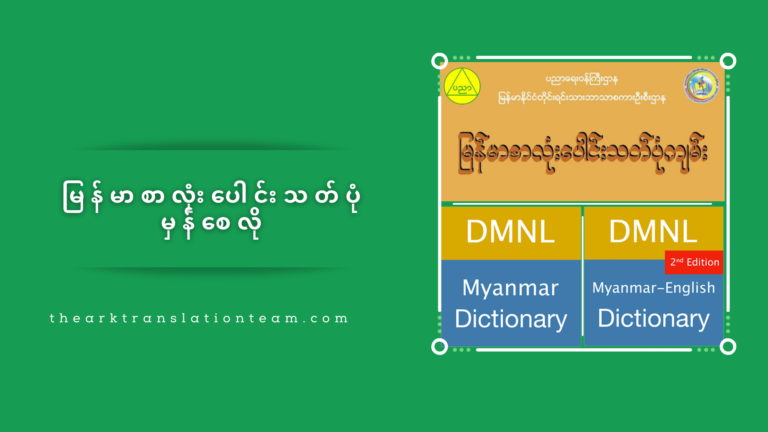 မြန်မာစာလုံးပေါင်းသတ်ပုံ
မှန်စေလို
thearktranslationteam.com
ပညာ
ပညာရေးဝန်ကြီးဌာန
မြန်မာနိုင်ငံတိုင်းရင်းသားဘာသာစကားဦးစီးဌာန
မြန်မာစာလုံးပေါင်းသတ်ပုံကျမ်း
DMNL
Myanmar
Dictionary
DMNL
2nd Edition
Myanmar-English
Dictionary